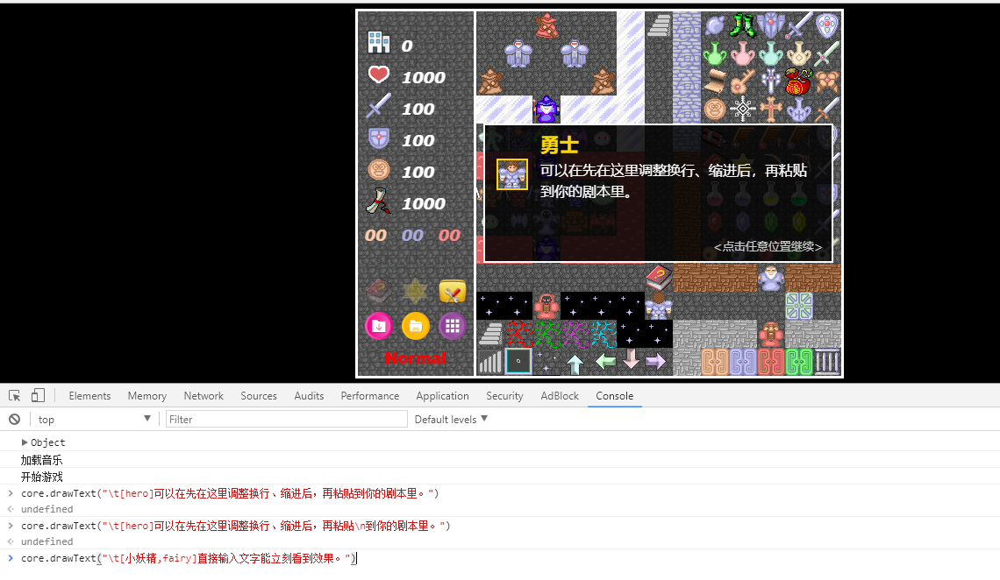 0
1000
100
100
100
1000
00 00 00
Normal
勇士
可以在先在这里调整换行、缩进后，再粘贴
到你的剧本里。
<点击任意位置继续>
Elements Memory Network Sources Audits Performance Application Security AdBlock Console
top Filter Default levels
Object
加载音乐
开始游戏
core.drawText("\t[hero]可以在先在这里调整换行、缩进后，再粘贴到你的剧本里。")
undefined
core.drawText("\t[hero]可以在先在这里调整换行、缩进后，再粘贴\n到你的剧本里。")
undefined
core.drawText("\t[小妖精,fairy]直接输入文字能立刻看到效果。")